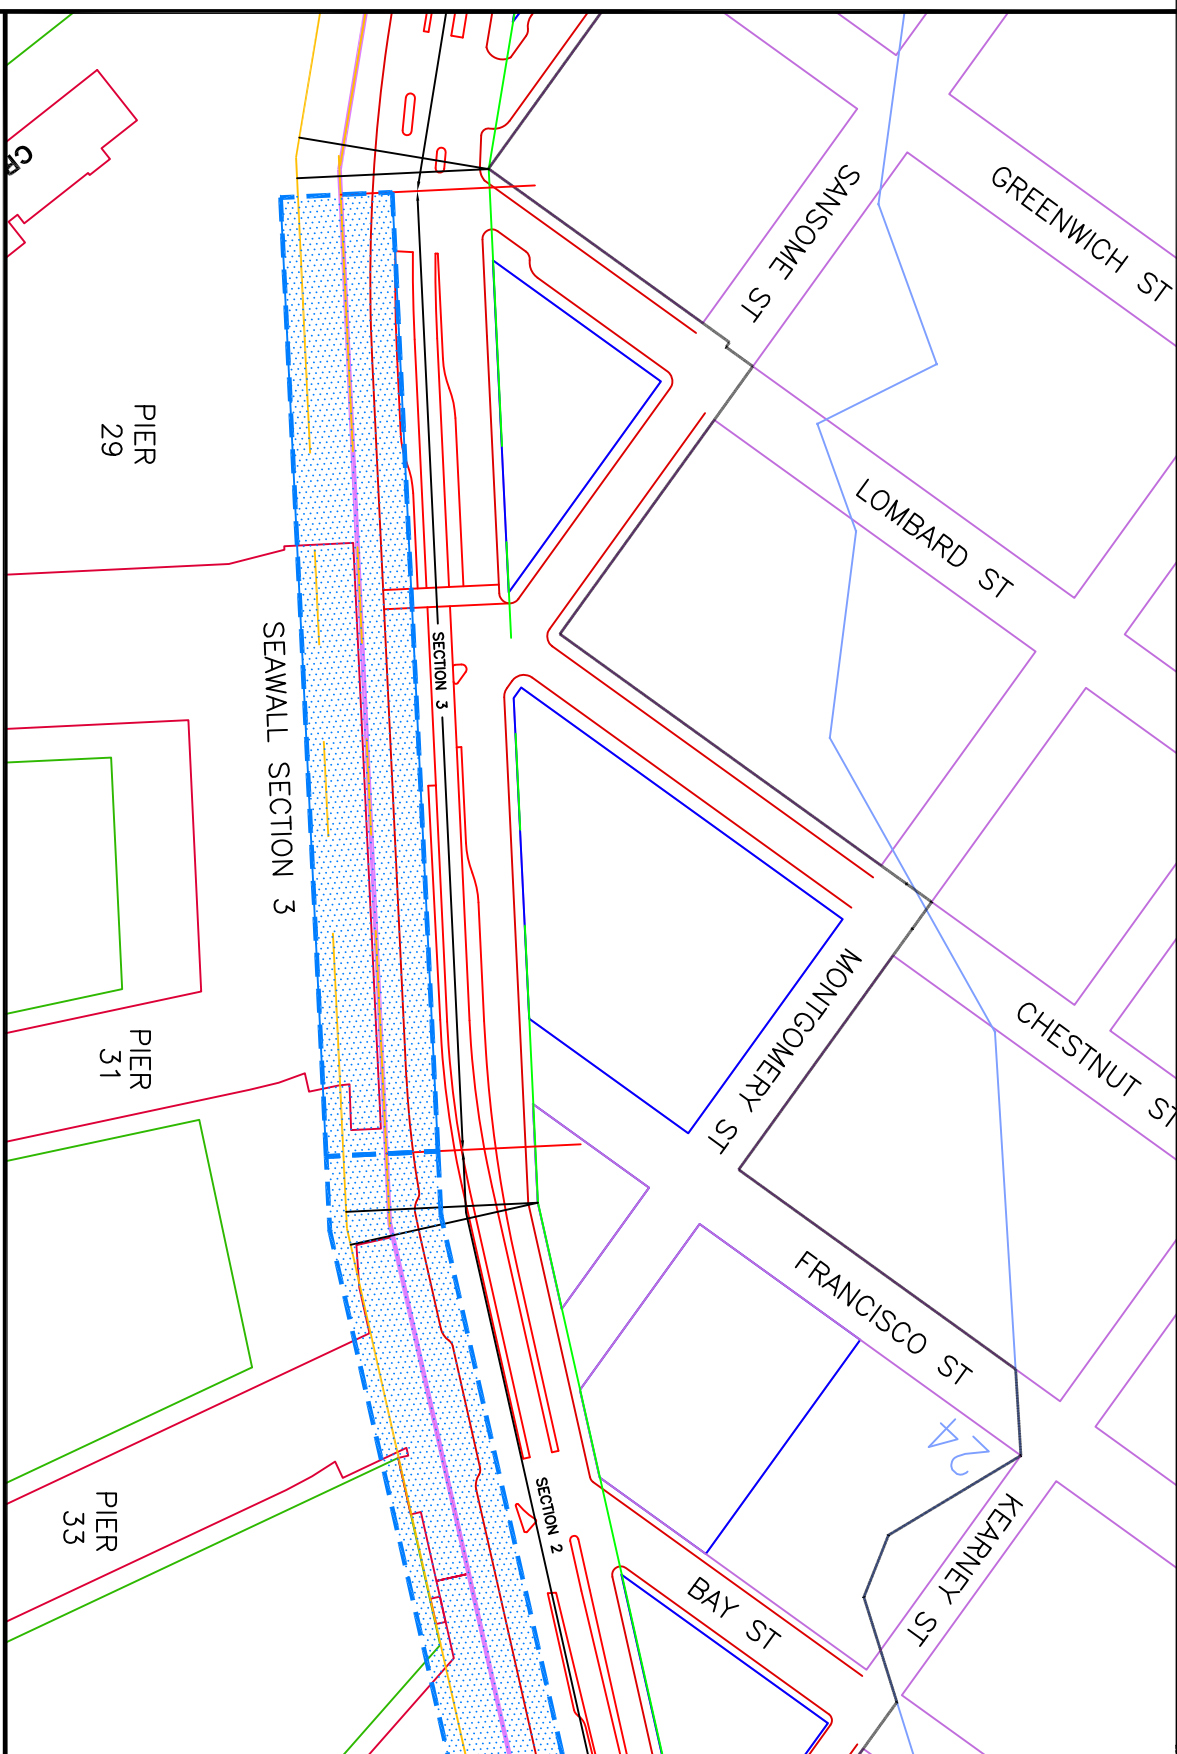 GREENWICH ST
SANSOME ST
LOMBARD ST
PIER
29
SECTION 3
SEAWALL SECTION 3
MONTGOMERY ST
CHESTNUT ST
PIER
31
FRANCISCO ST
24
KEARNEY ST
SECTION 2
PIER
33
BAY ST